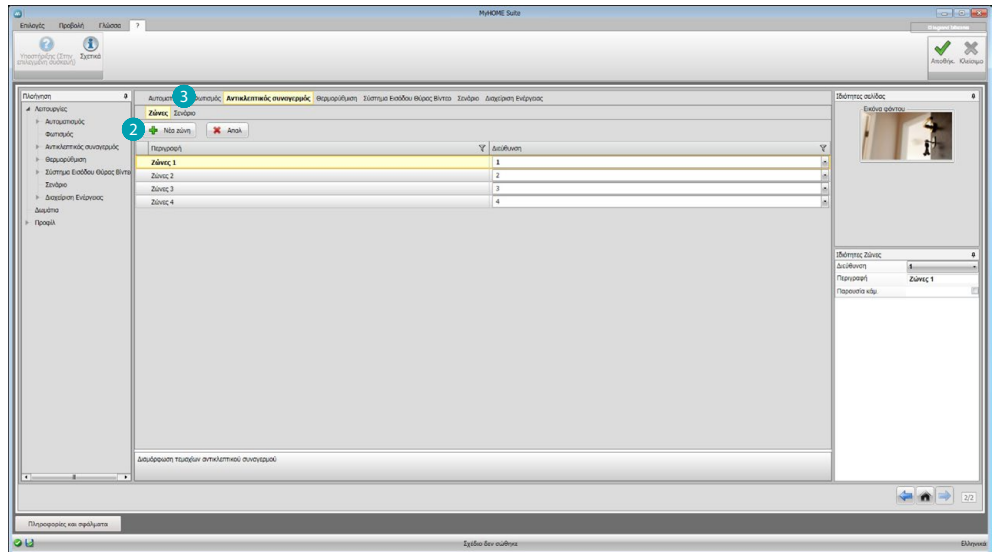 MyHOME Suite
Επιλογές Προβολή Γλώσσα ?
Υποστήριξης (Στην επιλεγμένη συσκευή)
Σχετικά
Αποθήκ. Κλείσιμο
Πλοήγηση
Λειτουργίες
Αυτοματισμός
Φωτισμός
Αντικλεπτικός συναγερμός
Θερμορύθμιση
Σύστημα Εισόδου Θύρας Βίντεο
Σενάριο
Διαχείριση Ενέργειας
Δωμάτια
Προφίλ
3
Φωτισμός Αντικλεπτικός συναγερμός Θερμορύθμιση Σύστημα Εισόδου Θύρας Βίντεο Σενάριο Διαχείριση Ενέργειας
Ζώνες Σενάριο
2 Νέα ζώνη Απαλ
Περιγραφή Διεύθυνση
Ζώνες 1 1
Ζώνες 2 2
Ζώνες 3 3
Ζώνες 4 4
Διαμόρφωση τεμαχίων αντικλεπτικού συναγερμού
Ιδιότητες σελίδας
Εικόνα φόντου
Ιδιότητες Ζώνες
Διεύθυνση 1
Περιγραφή Ζώνες 1
Παρουσία κάμ
2/2
Πληροφορίες και σφάλματα
Σχέδιο δεν σώθηκε
Ελληνικά